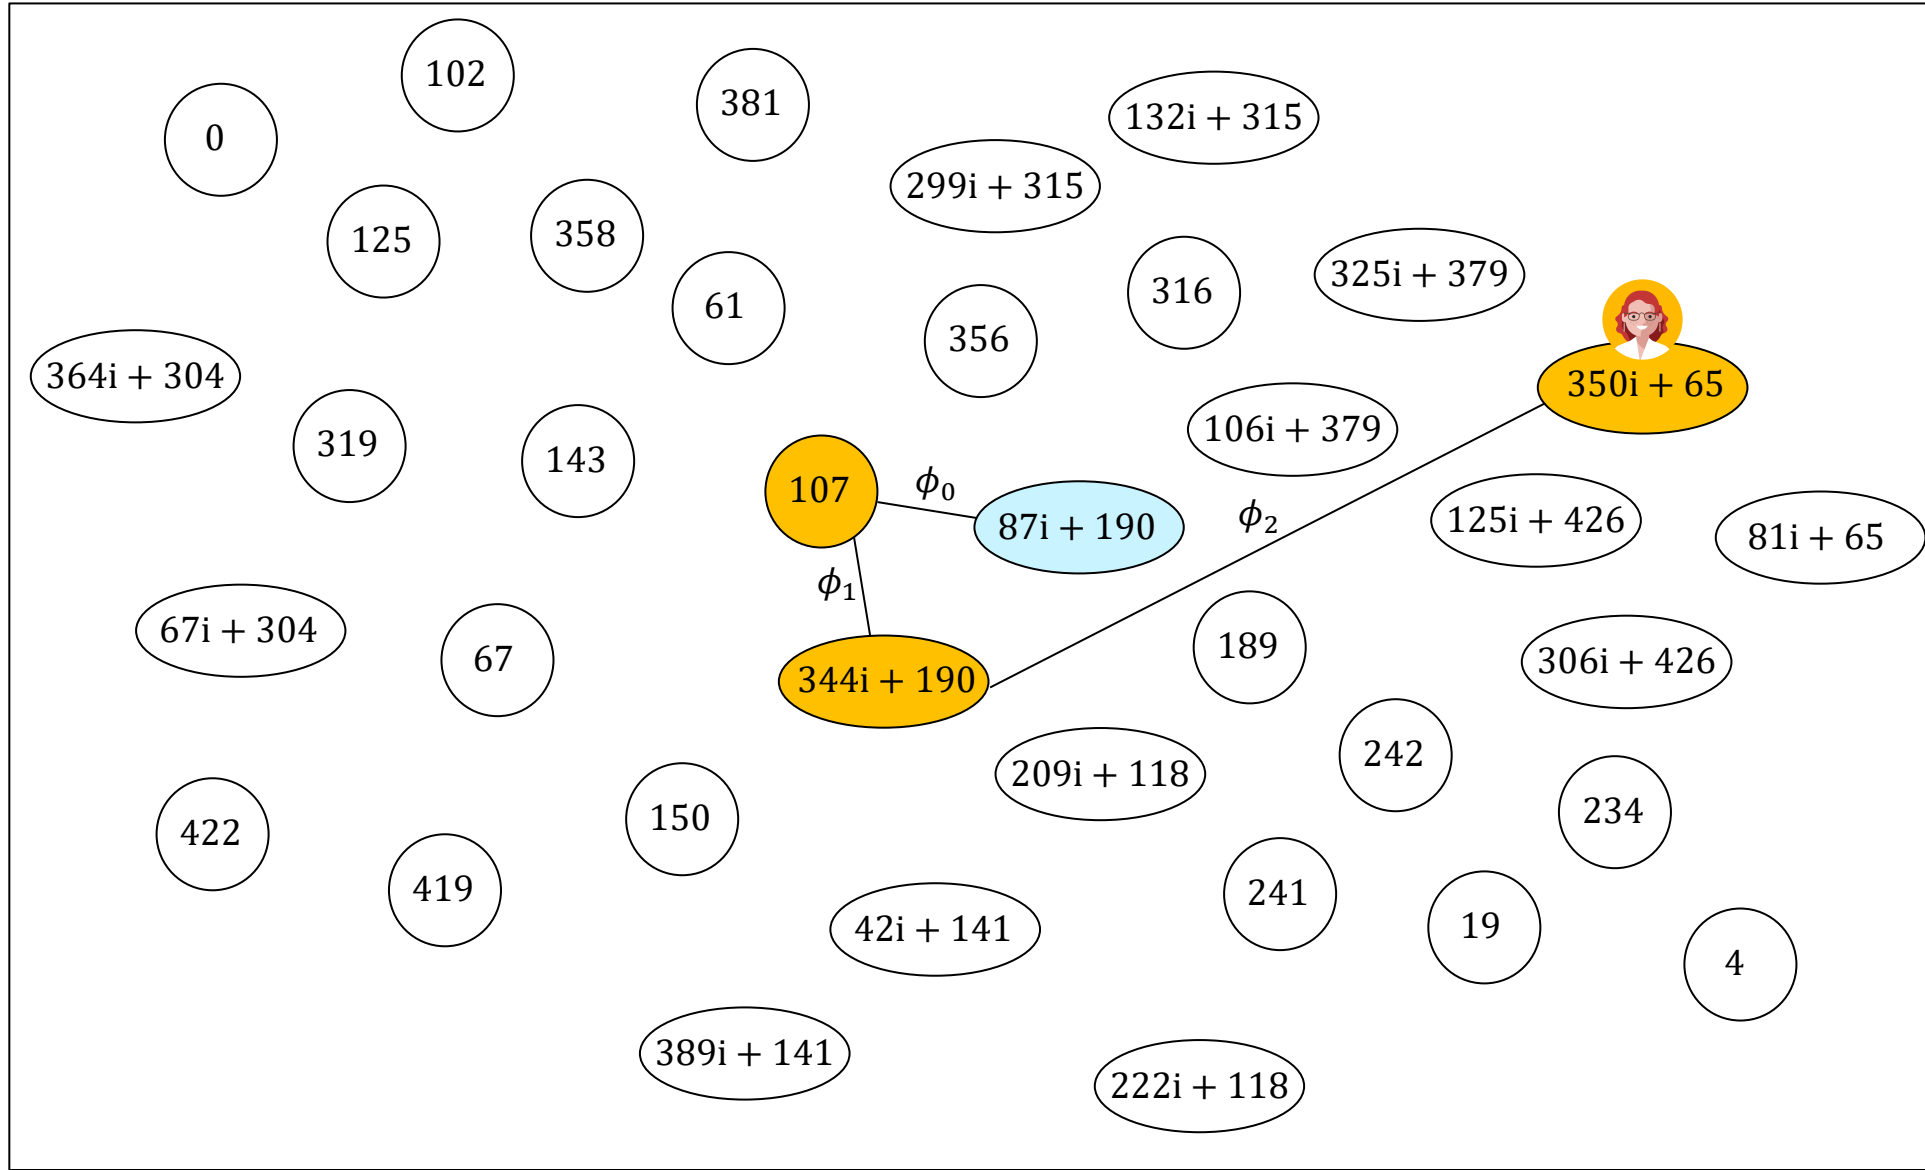 102
381
132i + 315
0
299i + 315
125
358
325i + 379
61
316
356
364i + 304
350i + 65
319
143
106i + 379
107
ϕ₀
87i + 190
ϕ₂
125i + 426
81i + 65
ϕ₁
67i + 304
67
344i + 190
189
306i + 426
209i + 118
242
422
150
234
419
42i + 141
241
19
4
389i + 141
222i + 118